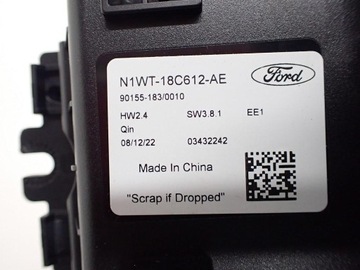 N1WT-18C612-AE
Ford
90155-183/0010
HW2.4 SW3.8.1 EE1
Qin
08/12/22 03432242
Made In China
"Scrap if Dropped"